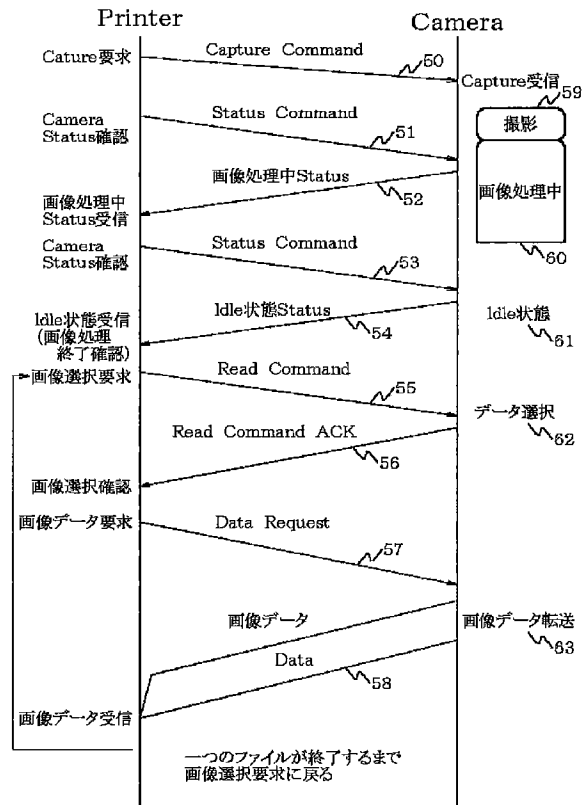 Printer
Camera
Cature要求
Capture Command
50
Capture受信
59
Camera
Status確認
Status Command
51
撮影
画像処理中Status
52
画像処理中
画像処理中
Status受信
Camera
Status確認
Status Command
53
60
Idle状態受信
(画像処理
終了確認)
Idle状態Status
54
Idle状態
61
画像選択要求
Read Command
55
データ選択
62
Read Command ACK
56
画像選択確認
画像データ要求
Data Request
57
画像データ
画像データ転送
63
Data
58
画像データ受信
一つのファイルが終了するまで
画像選択要求に戻る